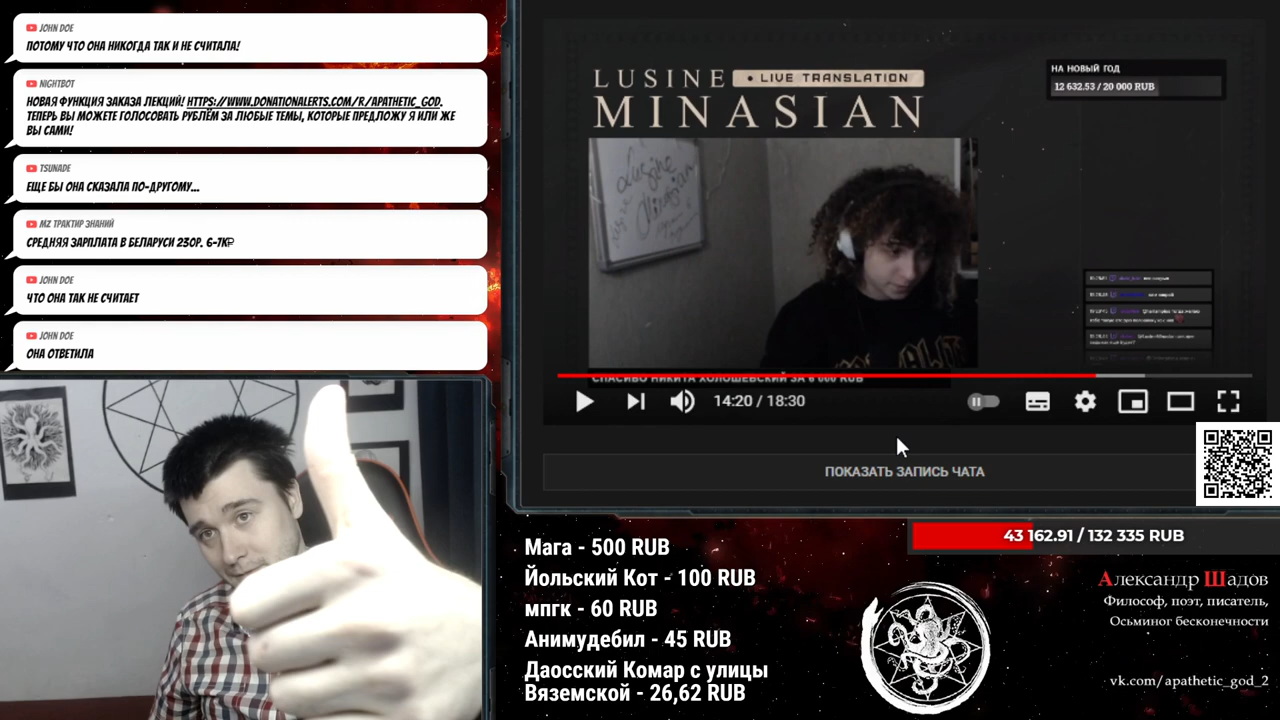 JOHN DOE
ПОТОМУ ЧТО ОНА НИКОГДА ТАК И НЕ СЧИТАЛА!
NIGHTBOT
НОВАЯ ФУНКЦИЯ ЗАКАЗА ЛЕКЦИЙ! HTTPS://WWW.DONATIONALERTS.COM/R/APATHETIC_GOD.
ТЕПЕРЬ ВЫ МОЖЕТЕ ГОЛОСОВАТЬ РУБЛЁМ ЗА ЛЮБЫЕ ТЕМЫ, КОТОРЫЕ ПРЕДЛОЖУ Я ИЛИ ЖЕ
ВЫ САМИ!
TSUNADE
ЕЩЕ БЫ ОНА СКАЗАЛА ПО-ДРУГОМУ...
MZ ТРАКТИР ЗНАНИЙ
СРЕДНЯЯ ЗАРПЛАТА В БЕЛАРУСИ 230Р. 6-7К₽
JOHN DOE
ЧТО ОНА ТАК НЕ СЧИТАЕТ
JOHN DOE
ОНА ОТВЕТИЛА
LUSINE
• LIVE TRANSLATION
MINASIAN
НА НОВЫЙ ГОД
12 632.53 / 20 000 RUB
Lusine
Minasian
СПАСИБО НИКИТА ХОЛОШЕВСКИЙ ЗА 6 000 RUB
14:20 / 18:30
ПОКАЗАТЬ ЗАПИСЬ ЧАТА
43 162.91 / 132 335 RUB
Мага - 500 RUB
Йольский Кот - 100 RUB
мпгк - 60 RUB
Анимудебил - 45 RUB
Даосский Комар с улицы
Вяземской - 26,62 RUB
Александр Шадов
Философ, поэт, писатель,
Осьминог бесконечности
vk.com/apathetic_god_2